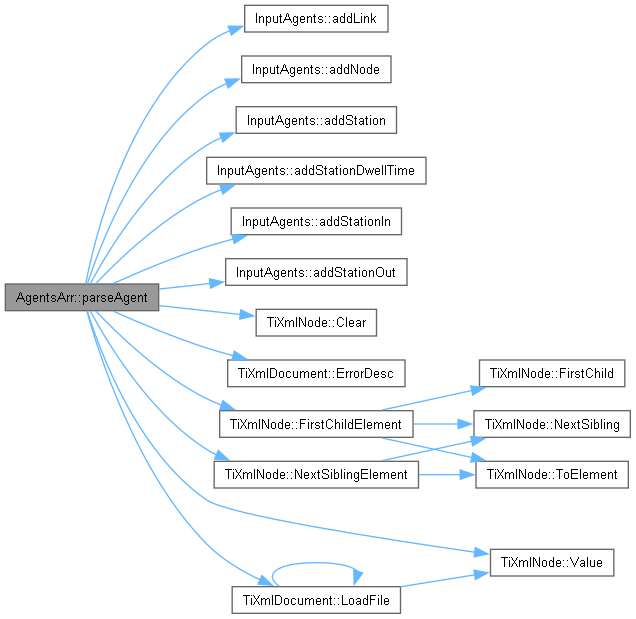 InputAgents::addLink
InputAgents::addNode
InputAgents::addStation
InputAgents::addStationDwellTime
InputAgents::addStationIn
InputAgents::addStationOut
AgentsArr::parseAgent
TiXmlNode::Clear
TiXmlDocument::ErrorDesc
TiXmlNode::FirstChild
TiXmlNode::FirstChildElement
TiXmlNode::NextSibling
TiXmlNode::NextSiblingElement
TiXmlNode::ToElement
TiXmlNode::Value
TiXmlDocument::LoadFile